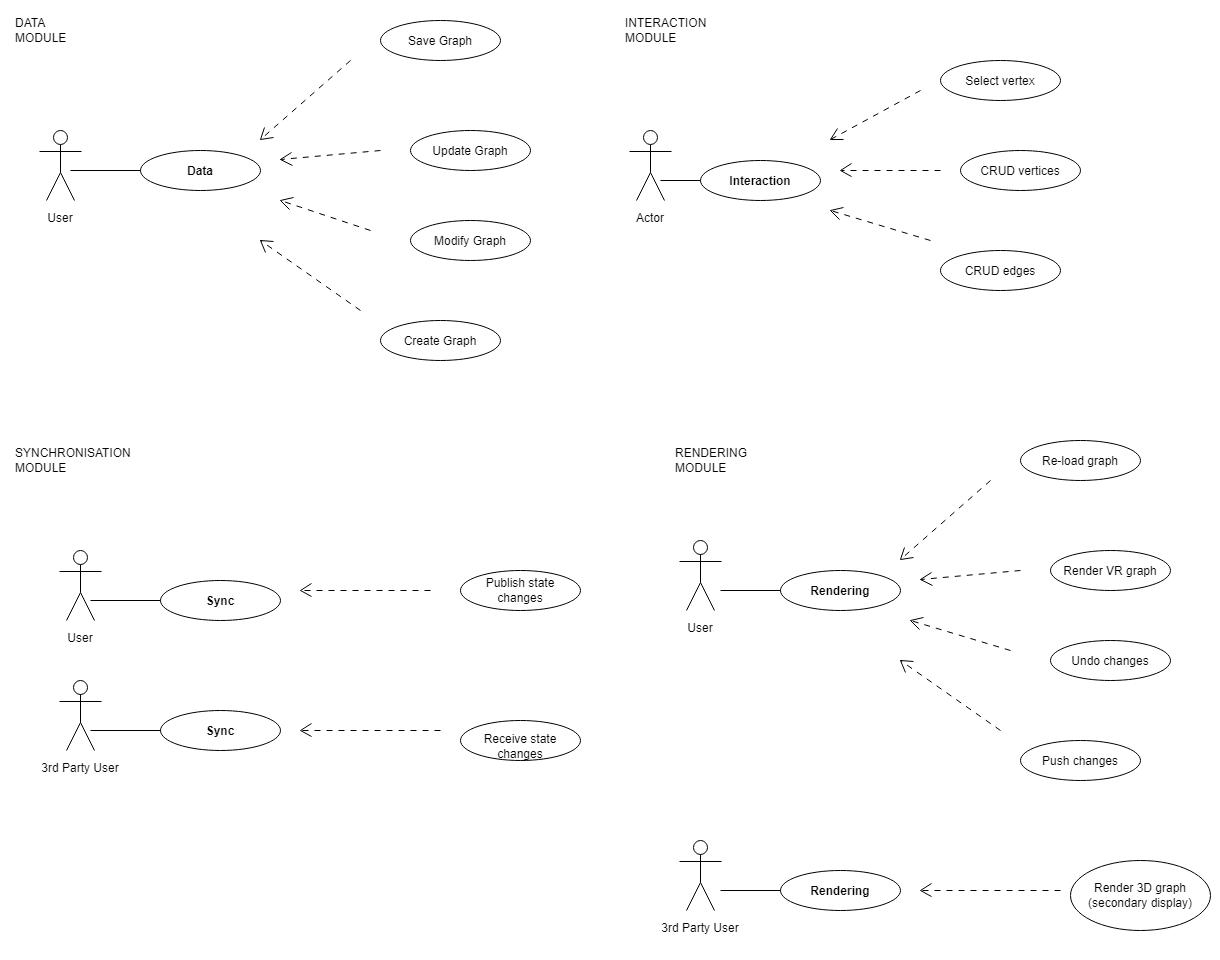 DATA
MODULE
Save Graph
Update Graph
Data
User
Modify Graph
Create Graph
INTERACTION
MODULE
Select vertex
CRUD vertices
Interaction
Actor
CRUD edges
SYNCHRONISATION
MODULE
Publish state
changes
Sync
User
Sync
Receive state
changes
3rd Party User
RENDERING
MODULE
Re-load graph
Render VR graph
Rendering
User
Undo changes
Push changes
Rendering
Render 3D graph
(secondary display)
3rd Party User